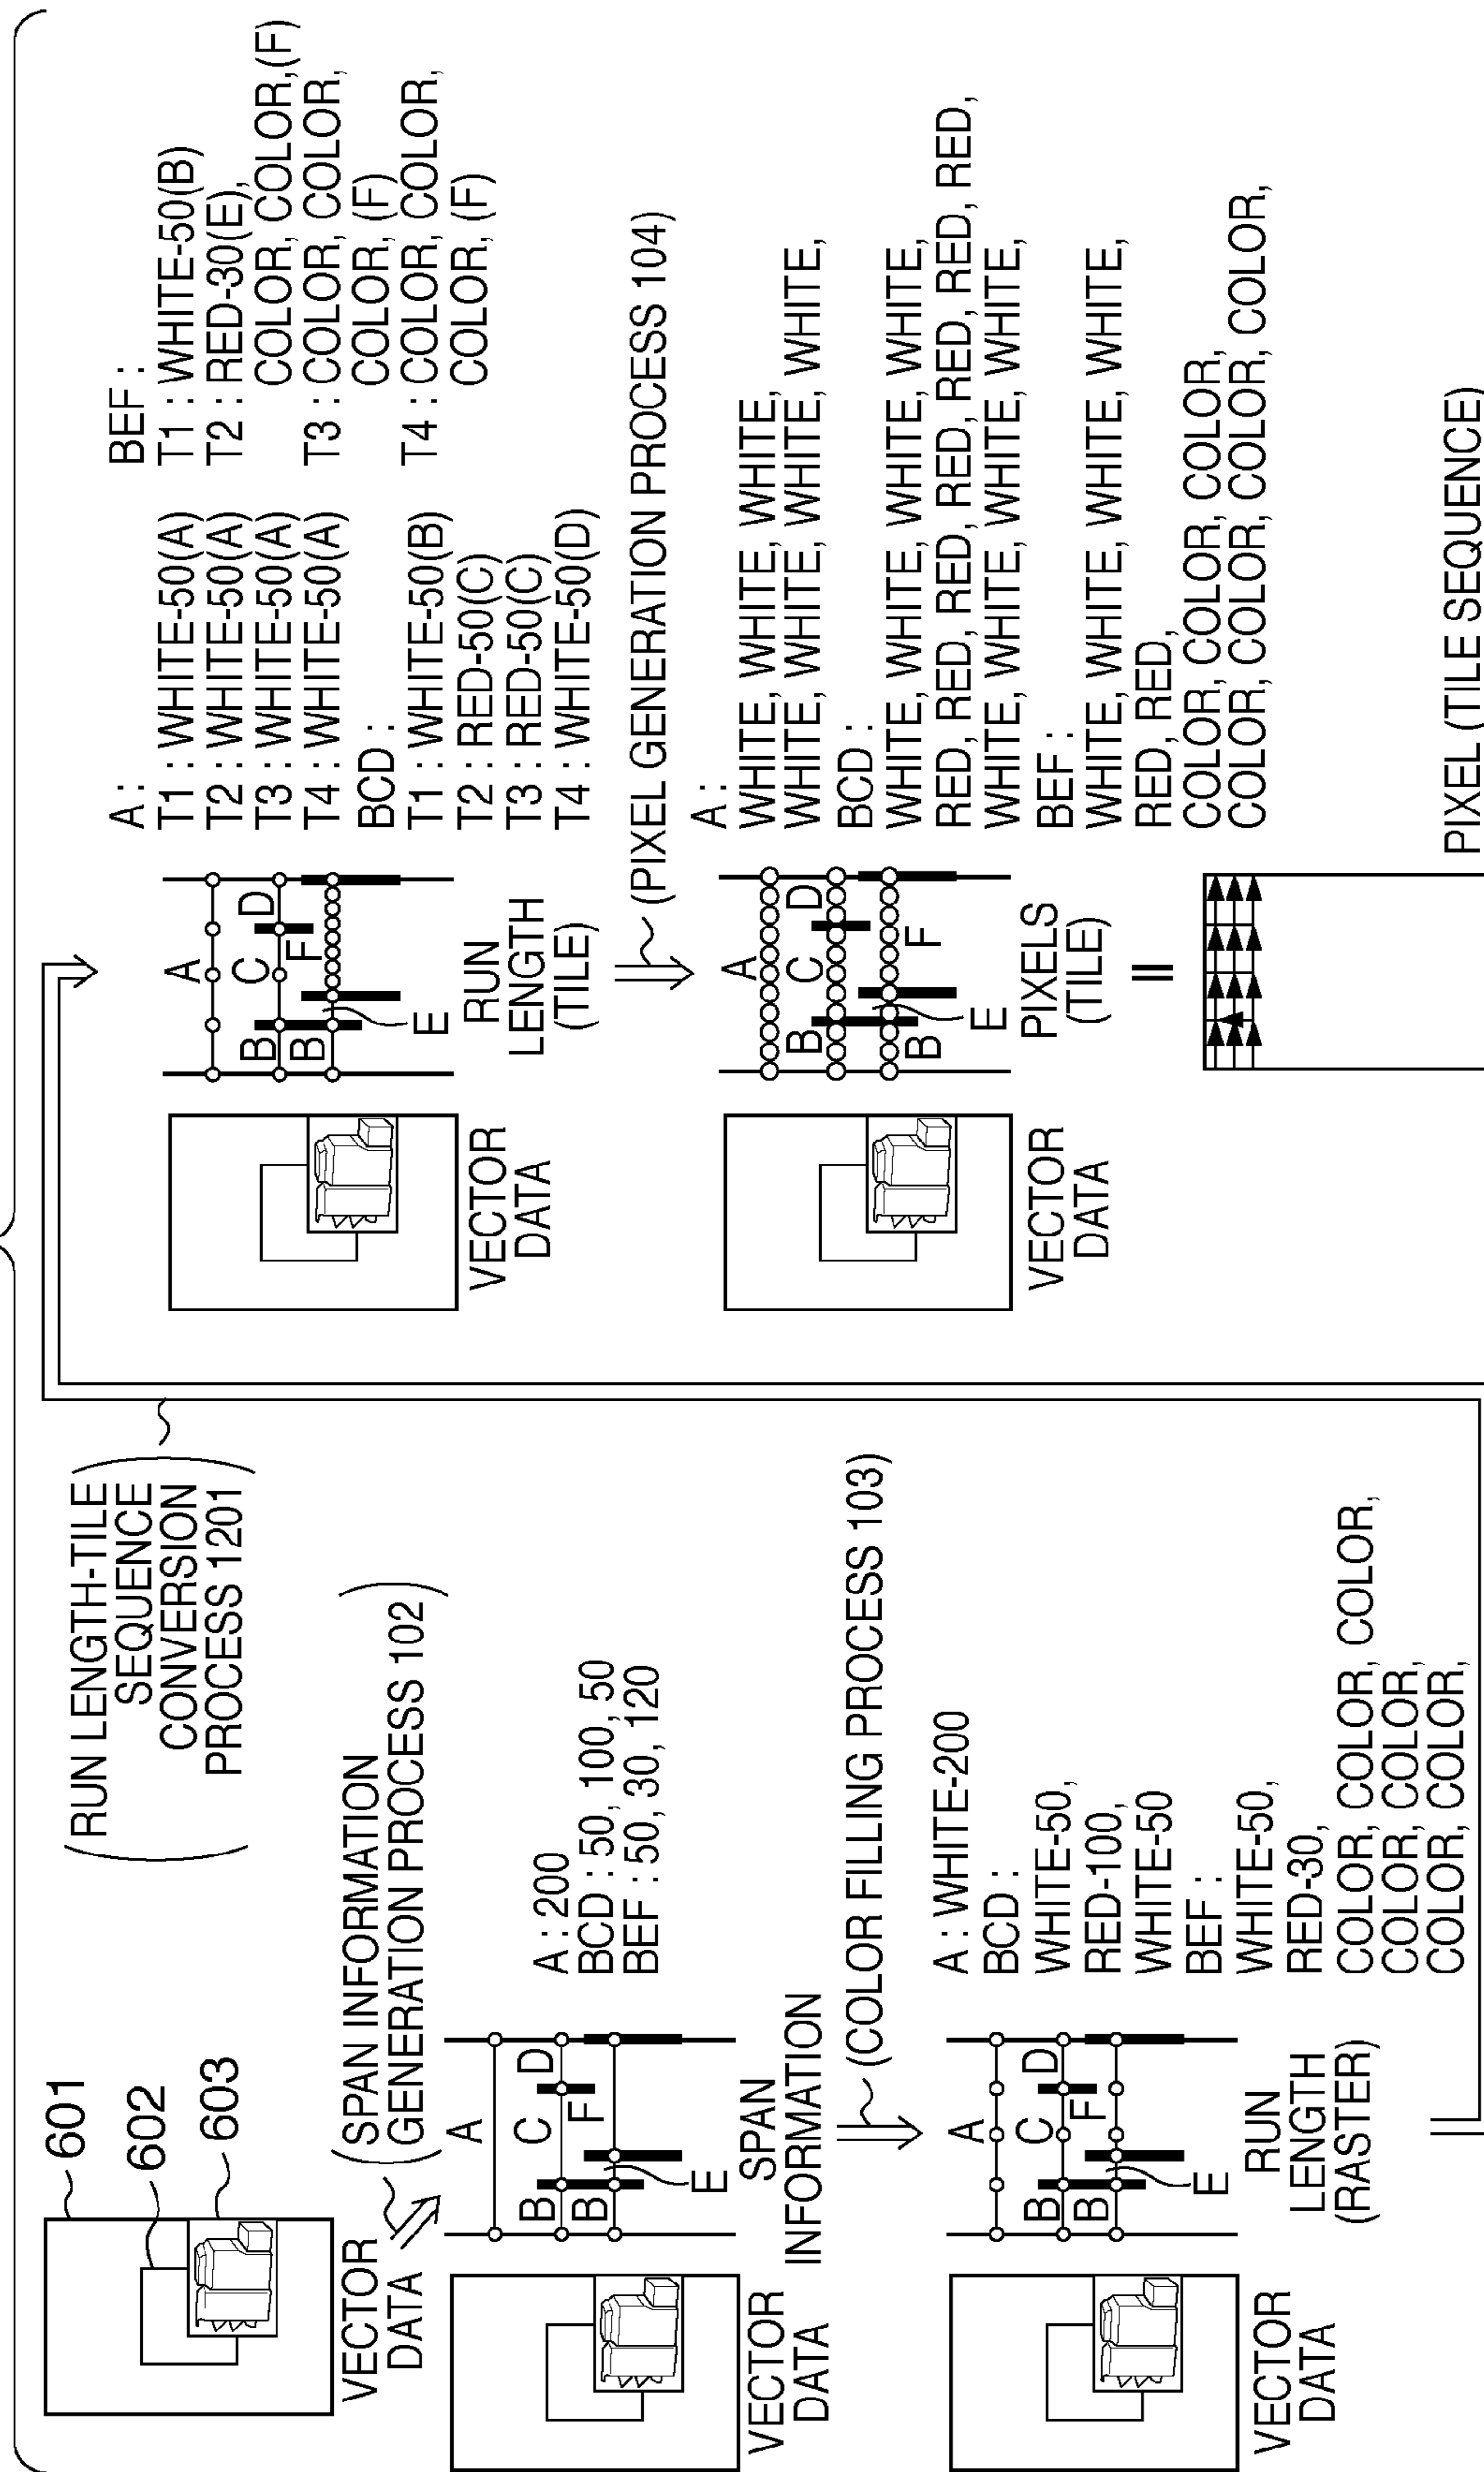 601
602
603
VECTOR
DATA
(SPAN INFORMATION
GENERATION PROCESS 102)
VECTOR
DATA
A
B
C
D
B
F
E
SPAN
INFORMATION
A : 200
BCD : 50, 100, 50
BEF : 50, 30, 120
(COLOR FILLING PROCESS 103)
VECTOR
DATA
A
B
C
D
B
F
E
RUN
LENGTH
(RASTER)
A : WHITE-200
BCD :
WHITE-50,
RED-100,
WHITE-50
BEF :
WHITE-50,
RED-30,
COLOR, COLOR, COLOR, COLOR,
COLOR, COLOR,
COLOR, COLOR,
(RUN LENGTH-TILE
SEQUENCE
CONVERSION
PROCESS 1201)
VECTOR
DATA
A
B
C
D
B
F
E
RUN
LENGTH
(TILE)
A :
T1 : WHITE-50(A)
T2 : WHITE-50(A)
T3 : WHITE-50(A)
T4 : WHITE-50(A)
BCD :
T1 : WHITE-50(B)
T2 : RED-50(C)
T3 : RED-50(C)
T4 : WHITE-50(D)
BEF :
T1 : WHITE-50(B)
T2 : RED-30(E),
COLOR, COLOR,(F)
T3 : COLOR, COLOR,
COLOR, (F)
T4 : COLOR, COLOR,
COLOR, (F)
(PIXEL GENERATION PROCESS 104)
VECTOR
DATA
A
B
C
D
B
F
E
PIXELS
(TILE)
A :
WHITE, WHITE, WHITE,
WHITE, WHITE, WHITE, WHITE,
BCD :
WHITE, WHITE, WHITE, WHITE,
RED, RED, RED, RED, RED, RED, RED,
WHITE, WHITE, WHITE, WHITE,
BEF :
WHITE, WHITE, WHITE, WHITE,
RED, RED,
COLOR, COLOR, COLOR, COLOR,
COLOR, COLOR, COLOR, COLOR, COLOR,
PIXEL (TILE SEQUENCE)